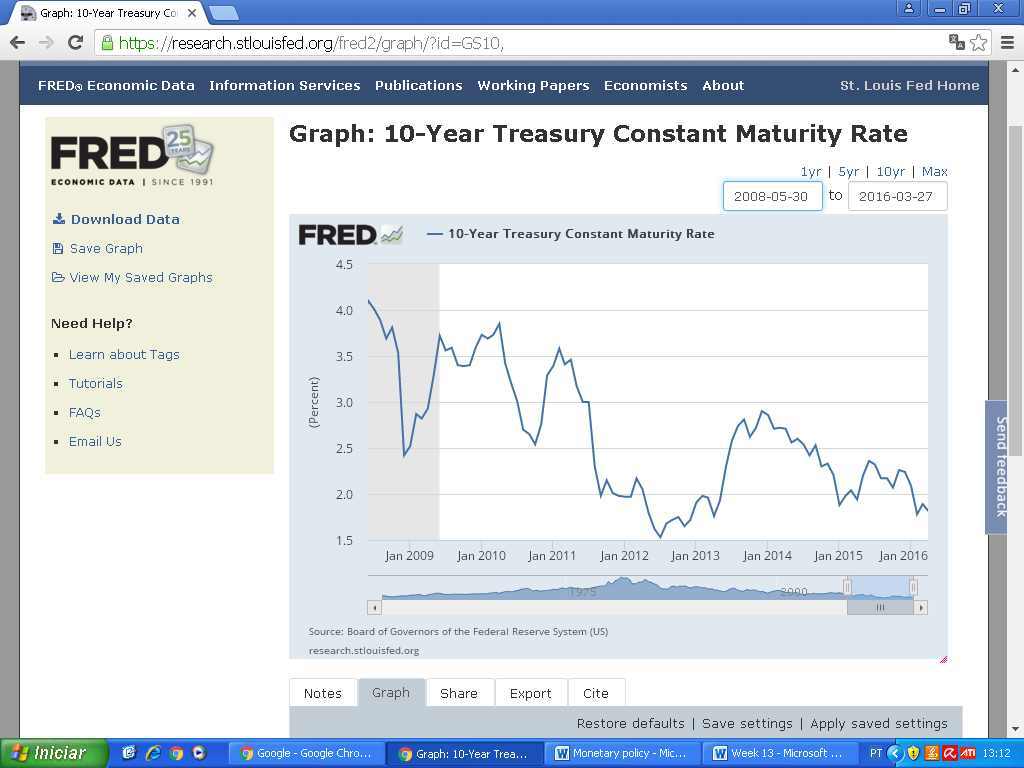 Graph: 10-Year Treasury Cor
https://research.stlouisfed.org/fred2/graph/?id=GS10,
FRED® Economic Data Information Services Publications Working Papers Economists About St. Louis Fed Home
FRED 25 YEARS
ECONOMIC DATA | SINCE 1991
Download Data
Save Graph
View My Saved Graphs
Need Help?
Learn about Tags
Tutorials
FAQs
Email Us
Graph: 10-Year Treasury Constant Maturity Rate
1yr | 5yr | 10yr | Max
2008-05-30 to 2016-03-27
FRED 10-Year Treasury Constant Maturity Rate
(Percent)
4.5
4.0
3.5
3.0
2.5
2.0
1.5
Jan 2009 Jan 2010 Jan 2011 Jan 2012 Jan 2013 Jan 2014 Jan 2015 Jan 2016
1975 2000
Source: Board of Governors of the Federal Reserve System (US)
research.stlouisfed.org
Notes Graph Share Export Cite
Restore defaults | Save settings | Apply saved settings
Send feedback
Iniciar Google - Google Chro... Graph: 10-Year Trea... Monetary policy - Mic... Week 13 - Microsoft ... PT ATI 13:12